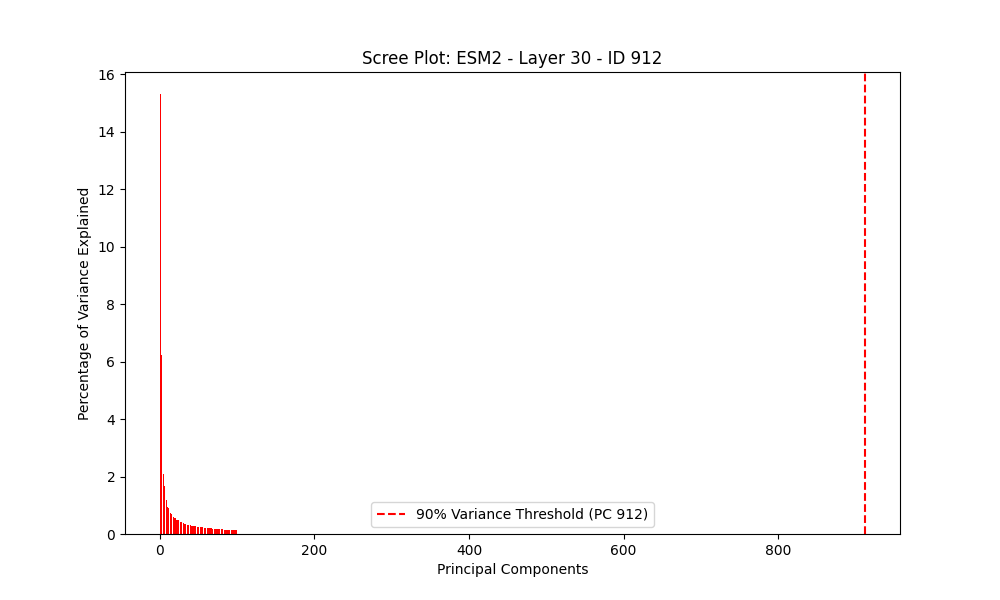 Scree Plot: ESM2 - Layer 30 - ID 912
Percentage of Variance Explained
16
14
12
10
8
6
4
2
0
0 200 400 600 800
90% Variance Threshold (PC 912)
Principal Components